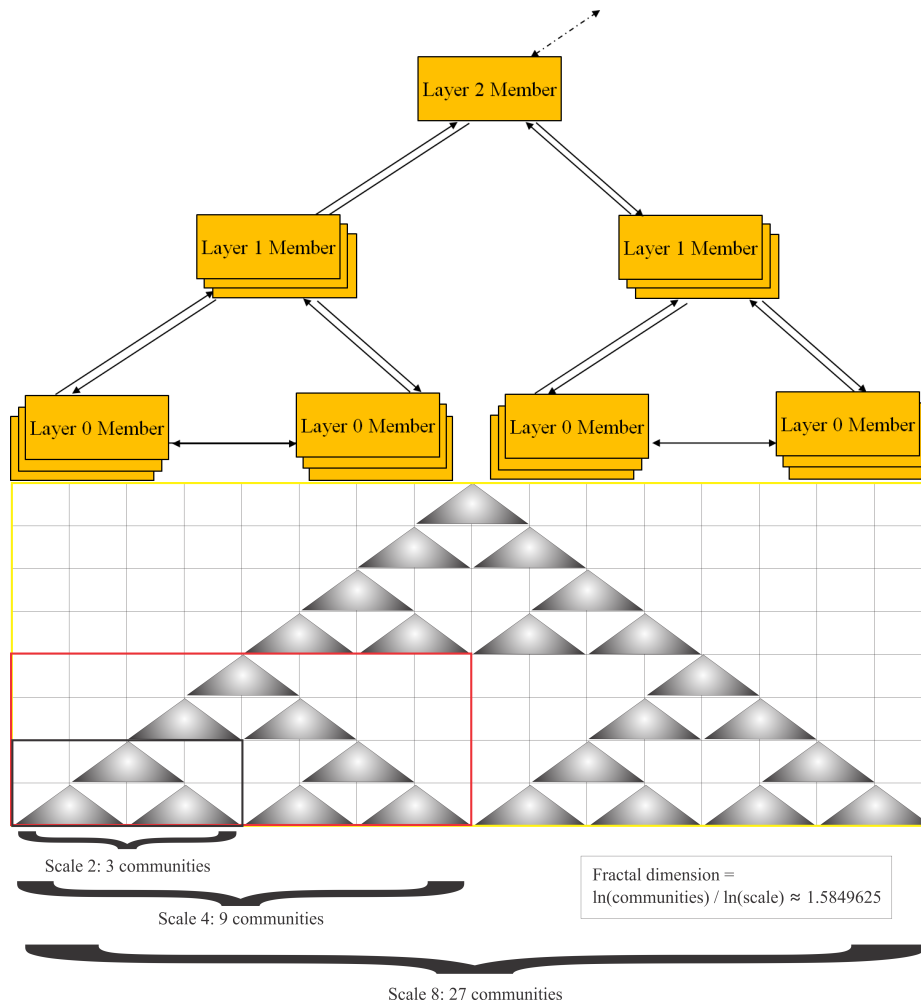 Layer 2 Member
Layer 1 Member
Layer 1 Member
Layer 0 Member
Layer 0 Member
Layer 0 Member
Layer 0 Member
Scale 2: 3 communities
Scale 4: 9 communities
Fractal dimension =
ln(communities) / ln(scale) ≈ 1.5849625
Scale 8: 27 communities